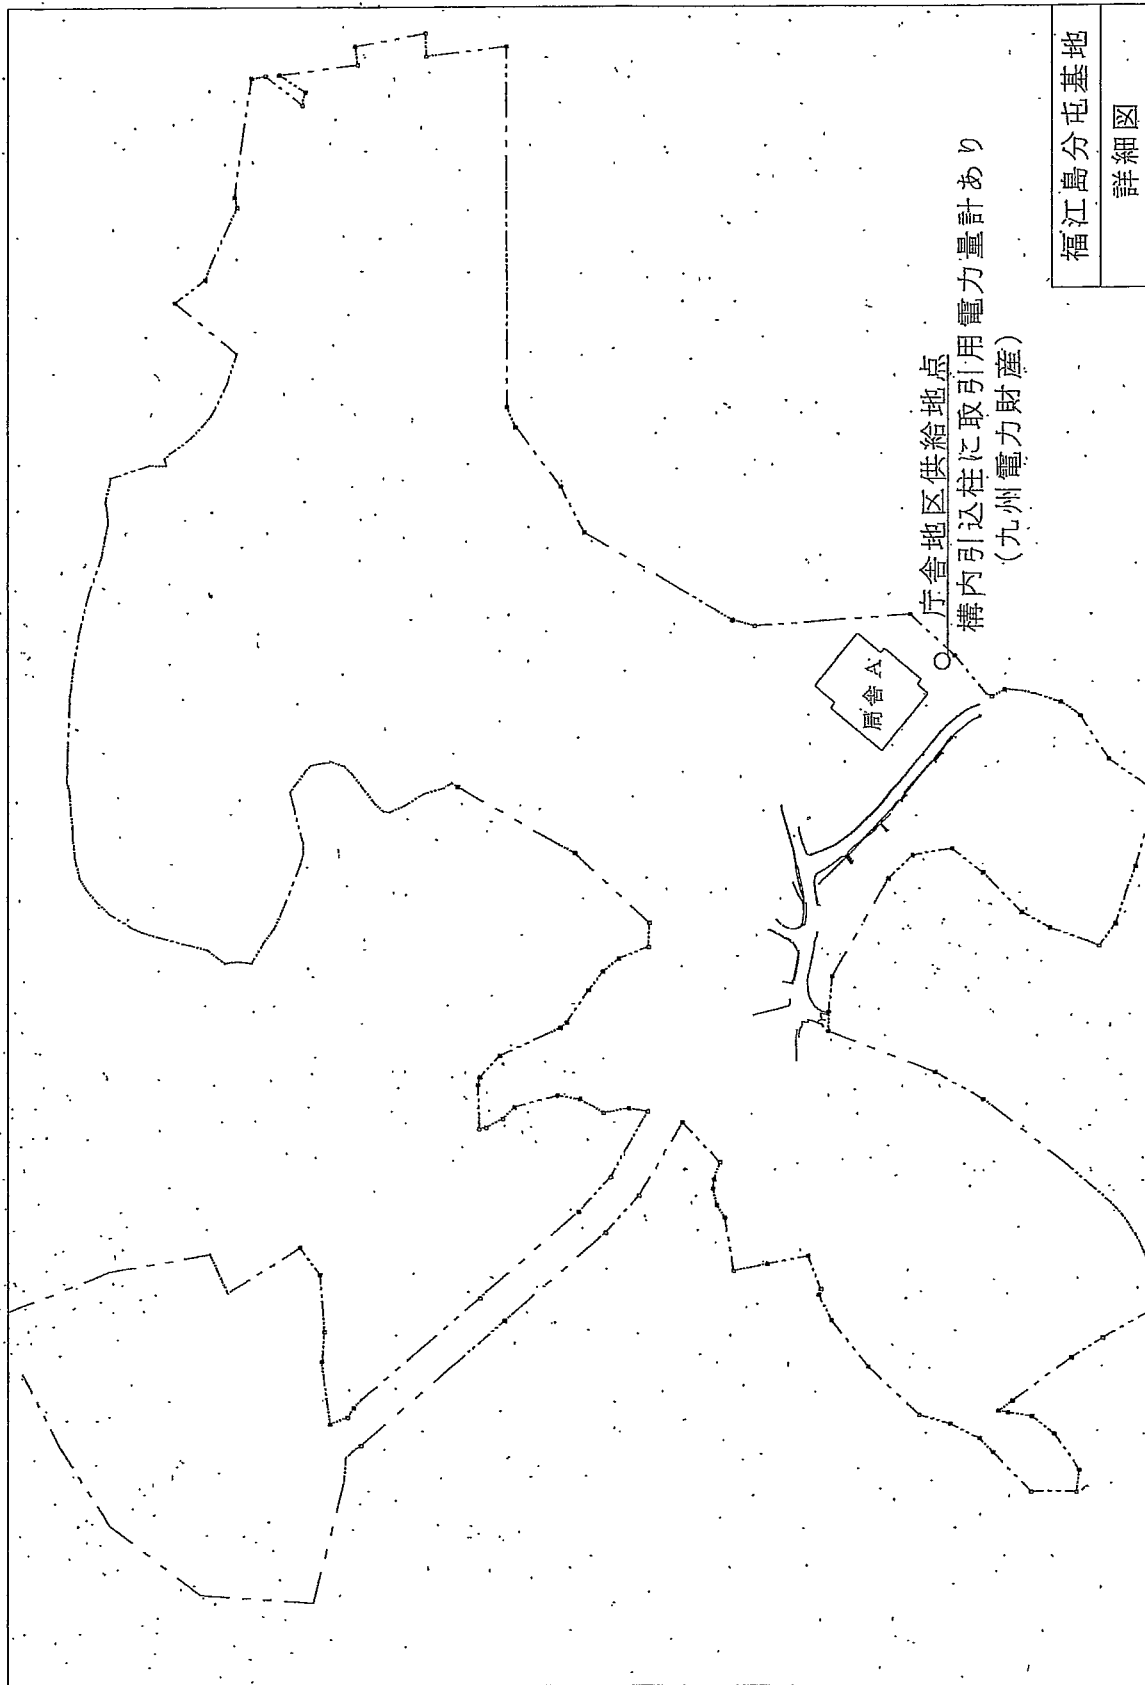 福江島分屯基地
詳細図
庁舎地区供給地点
構内引込柱に取引用電力量計あり
(九州電力財産)
局舎A